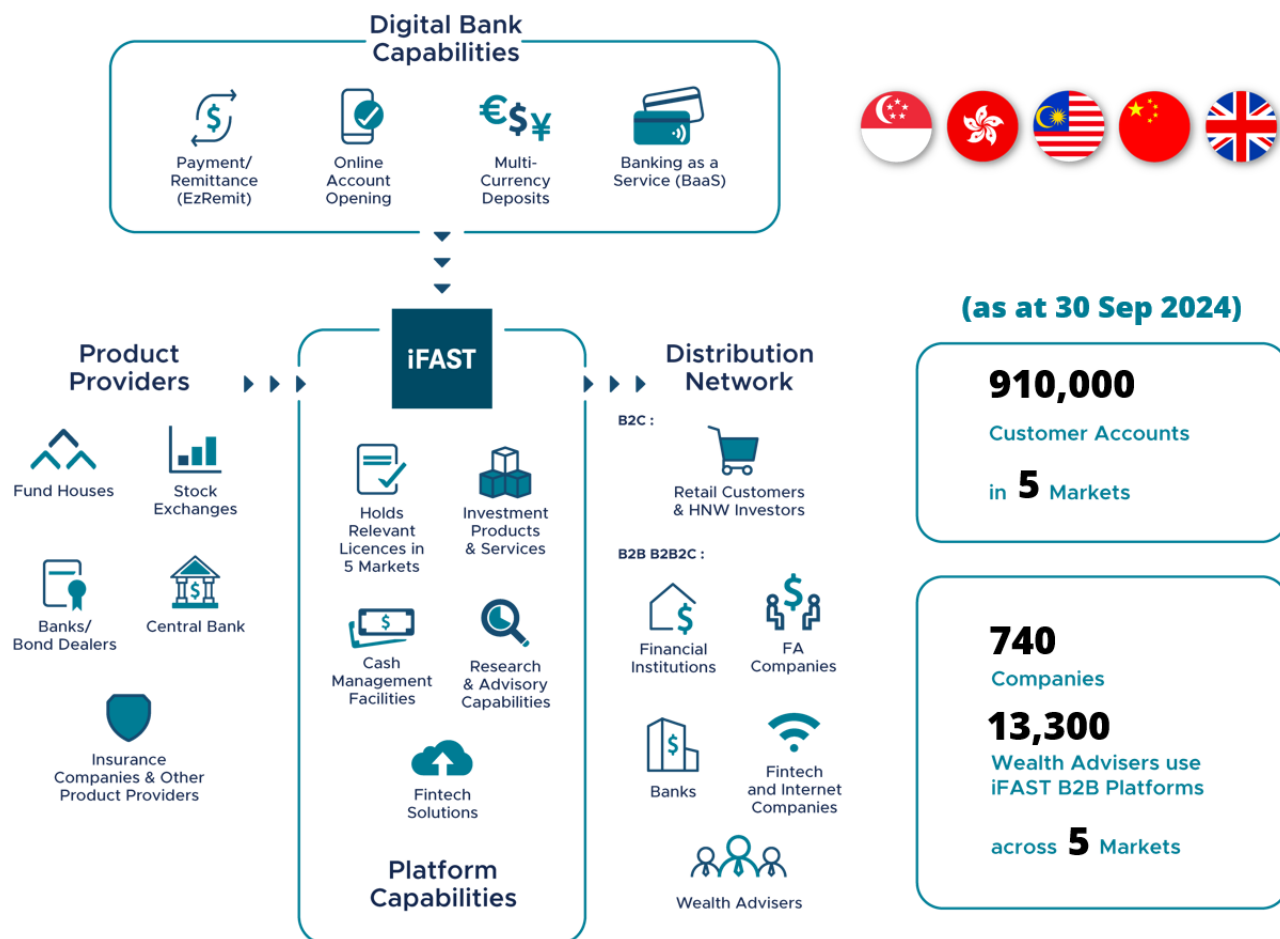 Digital Bank
Capabilities
Payment/
Remittance
(EzRemit)
Online
Account
Opening
Multi-
Currency
Deposits
Banking as a
Service (BaaS)
Product
Providers
Fund Houses
Stock
Exchanges
Banks/
Bond Dealers
Central Bank
Insurance
Companies & Other
Product Providers
iFAST
Holds
Relevant
Licences in
5 Markets
Investment
Products
& Services
Cash
Management
Facilities
Research
& Advisory
Capabilities
Fintech
Solutions
Platform
Capabilities
Distribution
Network
B2C :
Retail Customers
& HNW Investors
B2B B2B2C :
Financial
Institutions
FA
Companies
Banks
Fintech
and Internet
Companies
Wealth Advisers
(as at 30 Sep 2024)
910,000
Customer Accounts
in 5 Markets
740
Companies
13,300
Wealth Advisers use
iFAST B2B Platforms
across 5 Markets